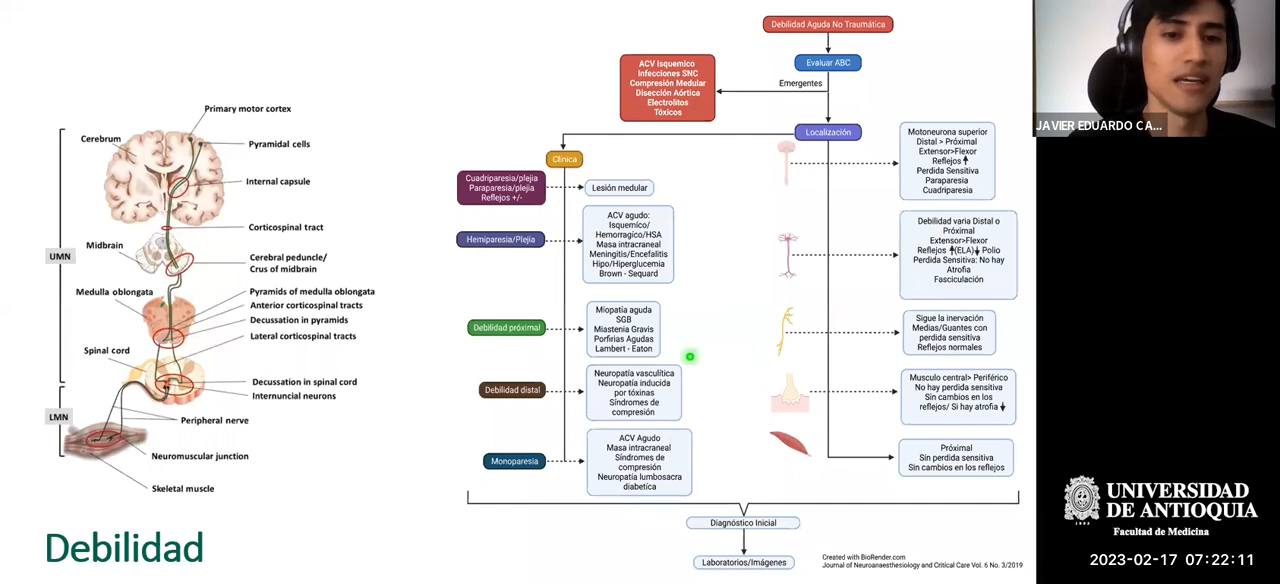 Primary motor cortex
Cerebrum
Pyramidal cells
Internal capsule
Corticospinal tract
Midbrain
UMN
Cerebral peduncle/
Crus of midbrain
Medulla oblongata
Pyramids of medulla oblongata
Anterior corticospinal tracts
Decussation in pyramids
Lateral corticospinal tracts
Spinal cord
Decussation in spinal cord
Internuncial neurons
LMN
Peripheral nerve
Neuromuscular junction
Skeletal muscle
Debilidad
Debilidad Aguda No Traumática
Evaluar ABC
Emergentes
ACV isquemico
Infecciones SNC
Compresión Medular
Disección Aórtica
Electrolitos
Tóxicos
Localización
Clínica
Cuadriparesia/plejia
Paraparesia/plejia
Reflejos +/-
Lesión medular
Hemiparesia/Plejia
ACV agudo:
Isquemíco/
Hemorragíco/HSA
Masa intracraneal
Meningitis/Encefalitis
Hipo/Hiperglucemia
Brown - Sequard
Debilidad próximal
Miopatía aguda
SGB
Miastenia Gravis
Porfirias Agudas
Lambert - Eaton
Debilidad distal
Neuropatía vasculítica
Neuropatía inducida
por tóxinas
Síndromes de
compresión
Monoparesia
ACV Agudo
Masa intracraneal
Síndromes de
compresión
Neuropatía lumbosacra
diabetíca
Motoneurona superior
Distal > Próximal
Extensor>Flexor
Reflejos ↑
Perdida Sensitiva
Paraparesia
Cuadriparesia
Debilidad varia Distal o
Próximal
Extensor>Flexor
Reflejos ↑(ELA)↓ Polio
Perdida Sensitiva: No hay
Atrofia
Fasciculación
Sigue la inervación
Medias/Guantes con
perdida sensitiva
Reflejos normales
Musculo central> Periférico
No hay perdida sensitiva
Sin cambios en los
reflejos/ Si hay atrofia ↓
Próximal
Sin perdida sensitiva
Sin cambios en los reflejos
Diagnóstico Inicial
Laboratorios/Imágenes
Created with BioRender.com
Journal of Neuroanaesthesiology and Critical Care Vol. 6 No. 3/2019
JAVIER EDUARDO CA...
UNIVERSIDAD
DE ANTIOQUIA
1803
Facultad de Medicina
2023-02-17 07:22:11